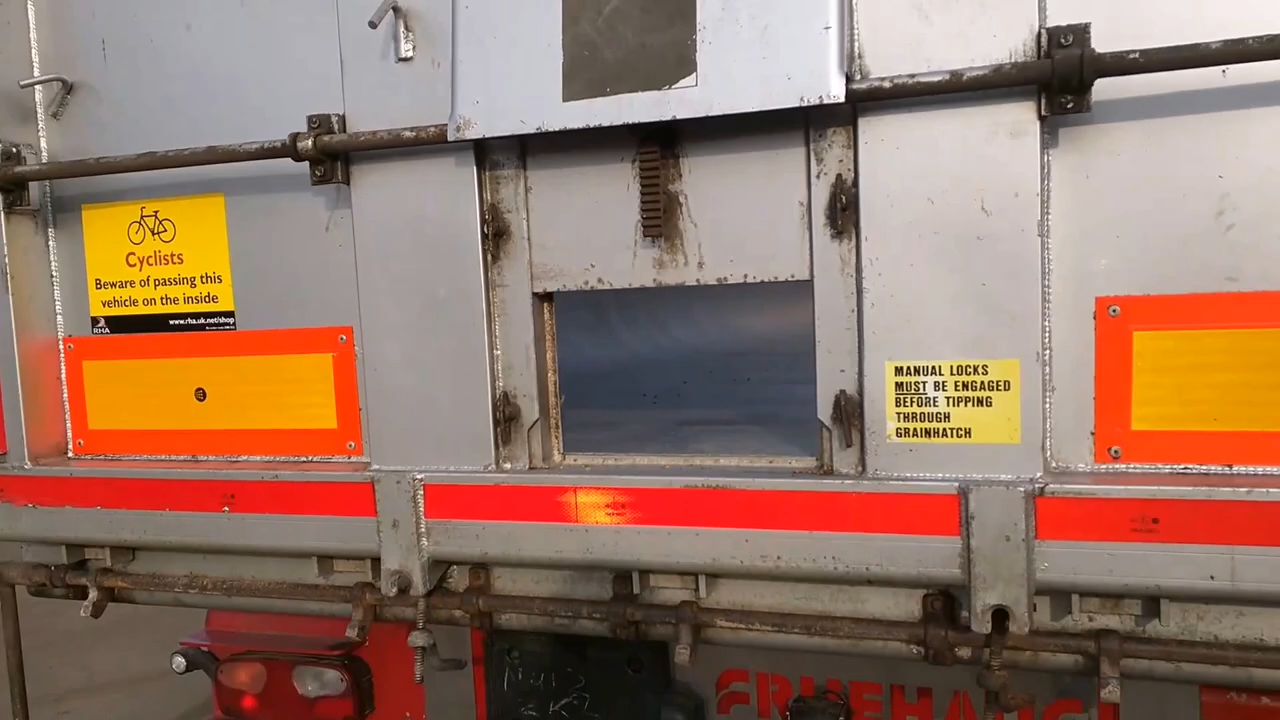 Cyclists
Beware of passing this
vehicle on the inside
RHA
www.rha.uk.net/shop
MANUAL LOCKS
MUST BE ENGAGED
BEFORE TIPPING
THROUGH
GRAINHATCH